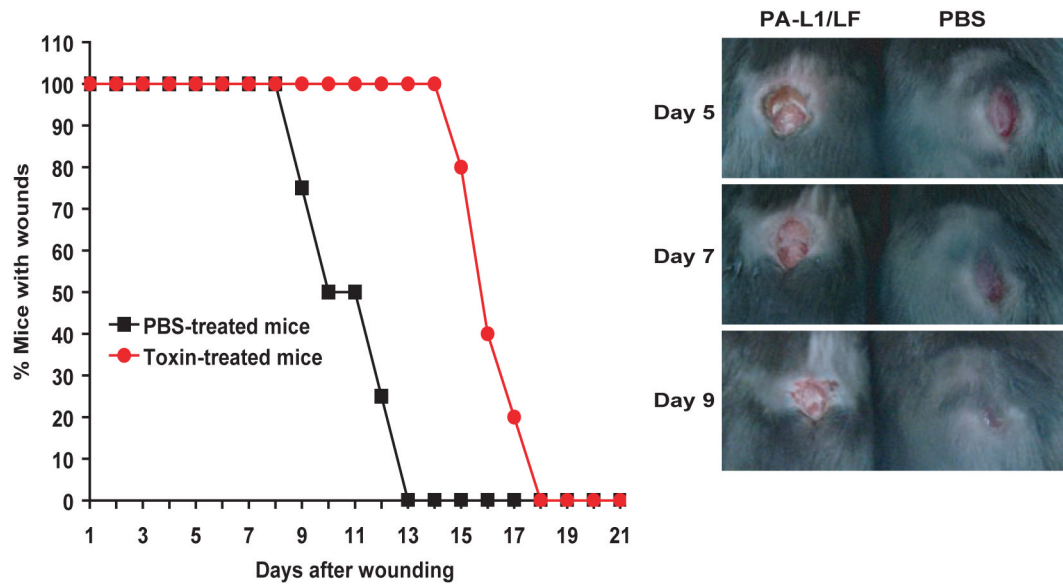 % Mice with wounds
110
100
90
80
70
60
50
40
30
20
10
0
PBS-treated mice
Toxin-treated mice
1 3 5 7 9 11 13 15 17 19 21
Days after wounding
PA-L1/LF PBS
Day 5
Day 7
Day 9